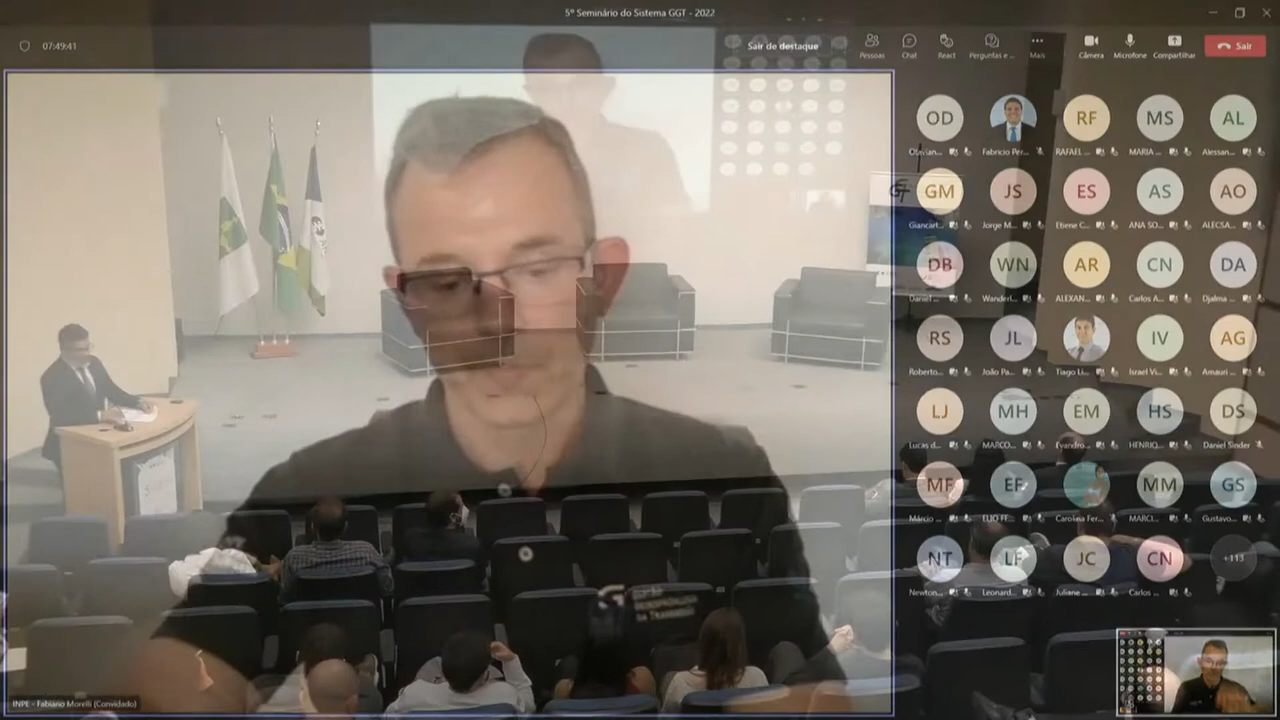 5º Seminário do Sistema GGT - 2022
07:49:41
Sair de destaque
Pessoas
Chat
React
Perguntas e ...
Mais
Câmera
Microfone
Compartilhar
Sair
OD
RF
MS
AL
Fabricio Per...
RAFAEL ...
MARIA ...
Alessan...
GM
JS
ES
AS
AO
Giancarl...
Jorge M...
Etiene C...
ANA SO...
ALECSA...
DB
WN
AR
CN
DA
Daniel ...
Wanderl...
ALEXAN...
Carlos A...
Djalma ...
RS
JL
IV
AG
Roberto...
João Pa...
Tiago Li...
Israel Vi...
Amauri ...
LJ
MH
EM
HS
DS
Lucas d...
MARCO...
Evandro...
HENRIQ...
Daniel Sinder
MF
EF
MM
GS
Márcio ...
ELIO FF...
Carolina Fer...
MARCI...
Gustavo...
NT
LF
JC
CN
+113
Newton...
Leonard...
Juliane ...
Carlos ...
INPE - Fabiano Morelli (Convidado)